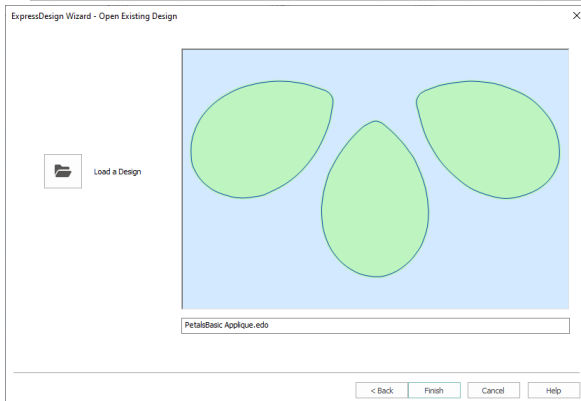 ExpressDesign Wizard - Open Existing Design
Load a Design
PetalsBasic Applique.edo
< Back Finish Cancel Help